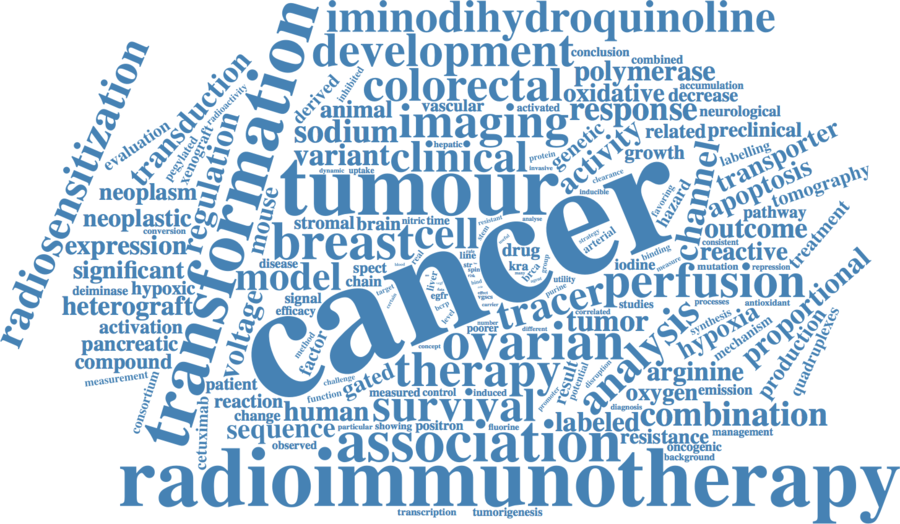 iminodihydroquinoline
development
conclusion
combined
colorectal
polymerase
accumulation
oxidative
decrease
derived
inhibited
animal
vascular
activated
response
neurological
sodium
imaging
genetic
related
preclinical
variant
clinical
hepatic
protein
activity
growth
labelling
transporter
dynamic
uptake
invasive
clearance
tumour
inducible
channel
apoptosis
tomography
radiosensitization
evaluation
transduction
pegylated
xenograft
radioactivity
regulation
transformation
neoplasm
mouse
neoplastic
conversion
expression
significant
deiminase
hypoxic
heterograft
activation
pancreatic
compound
measurement
consortium
cetuximab
voltage
stromal
brain
nitric
time
resistant
analyse
breast
cell
cancer
strategy
arterial
favoring
hazard
pathway
outcome
consistent
reactive
treatment
disease
model
spect
chain
real
line
drug
kra
brca
group
iodine
binding
mutation
repression
signal
efficacy
target
liver
egfr
bcrp
level
vgscs
utility
purpose
perfusion
tracer
studies
processes
antioxidant
correlated
tumor
number
poorer
different
concept
method
factor
ovarian
analysis
synthesis
hypoxia
mechanism
proportional
production
quadruplexes
challenge
function
gated
therapy
result
potential
disruption
promoter
arginine
patient
reaction
change
measured
control
induced
diagnosis
oxygen
emission
human
survival
labeled
combination
sequence
particular
showing
positron
fluorine
resistance
management
observed
association
oncogenic
background
radioimmunotherapy
transcription
tumorigenesis